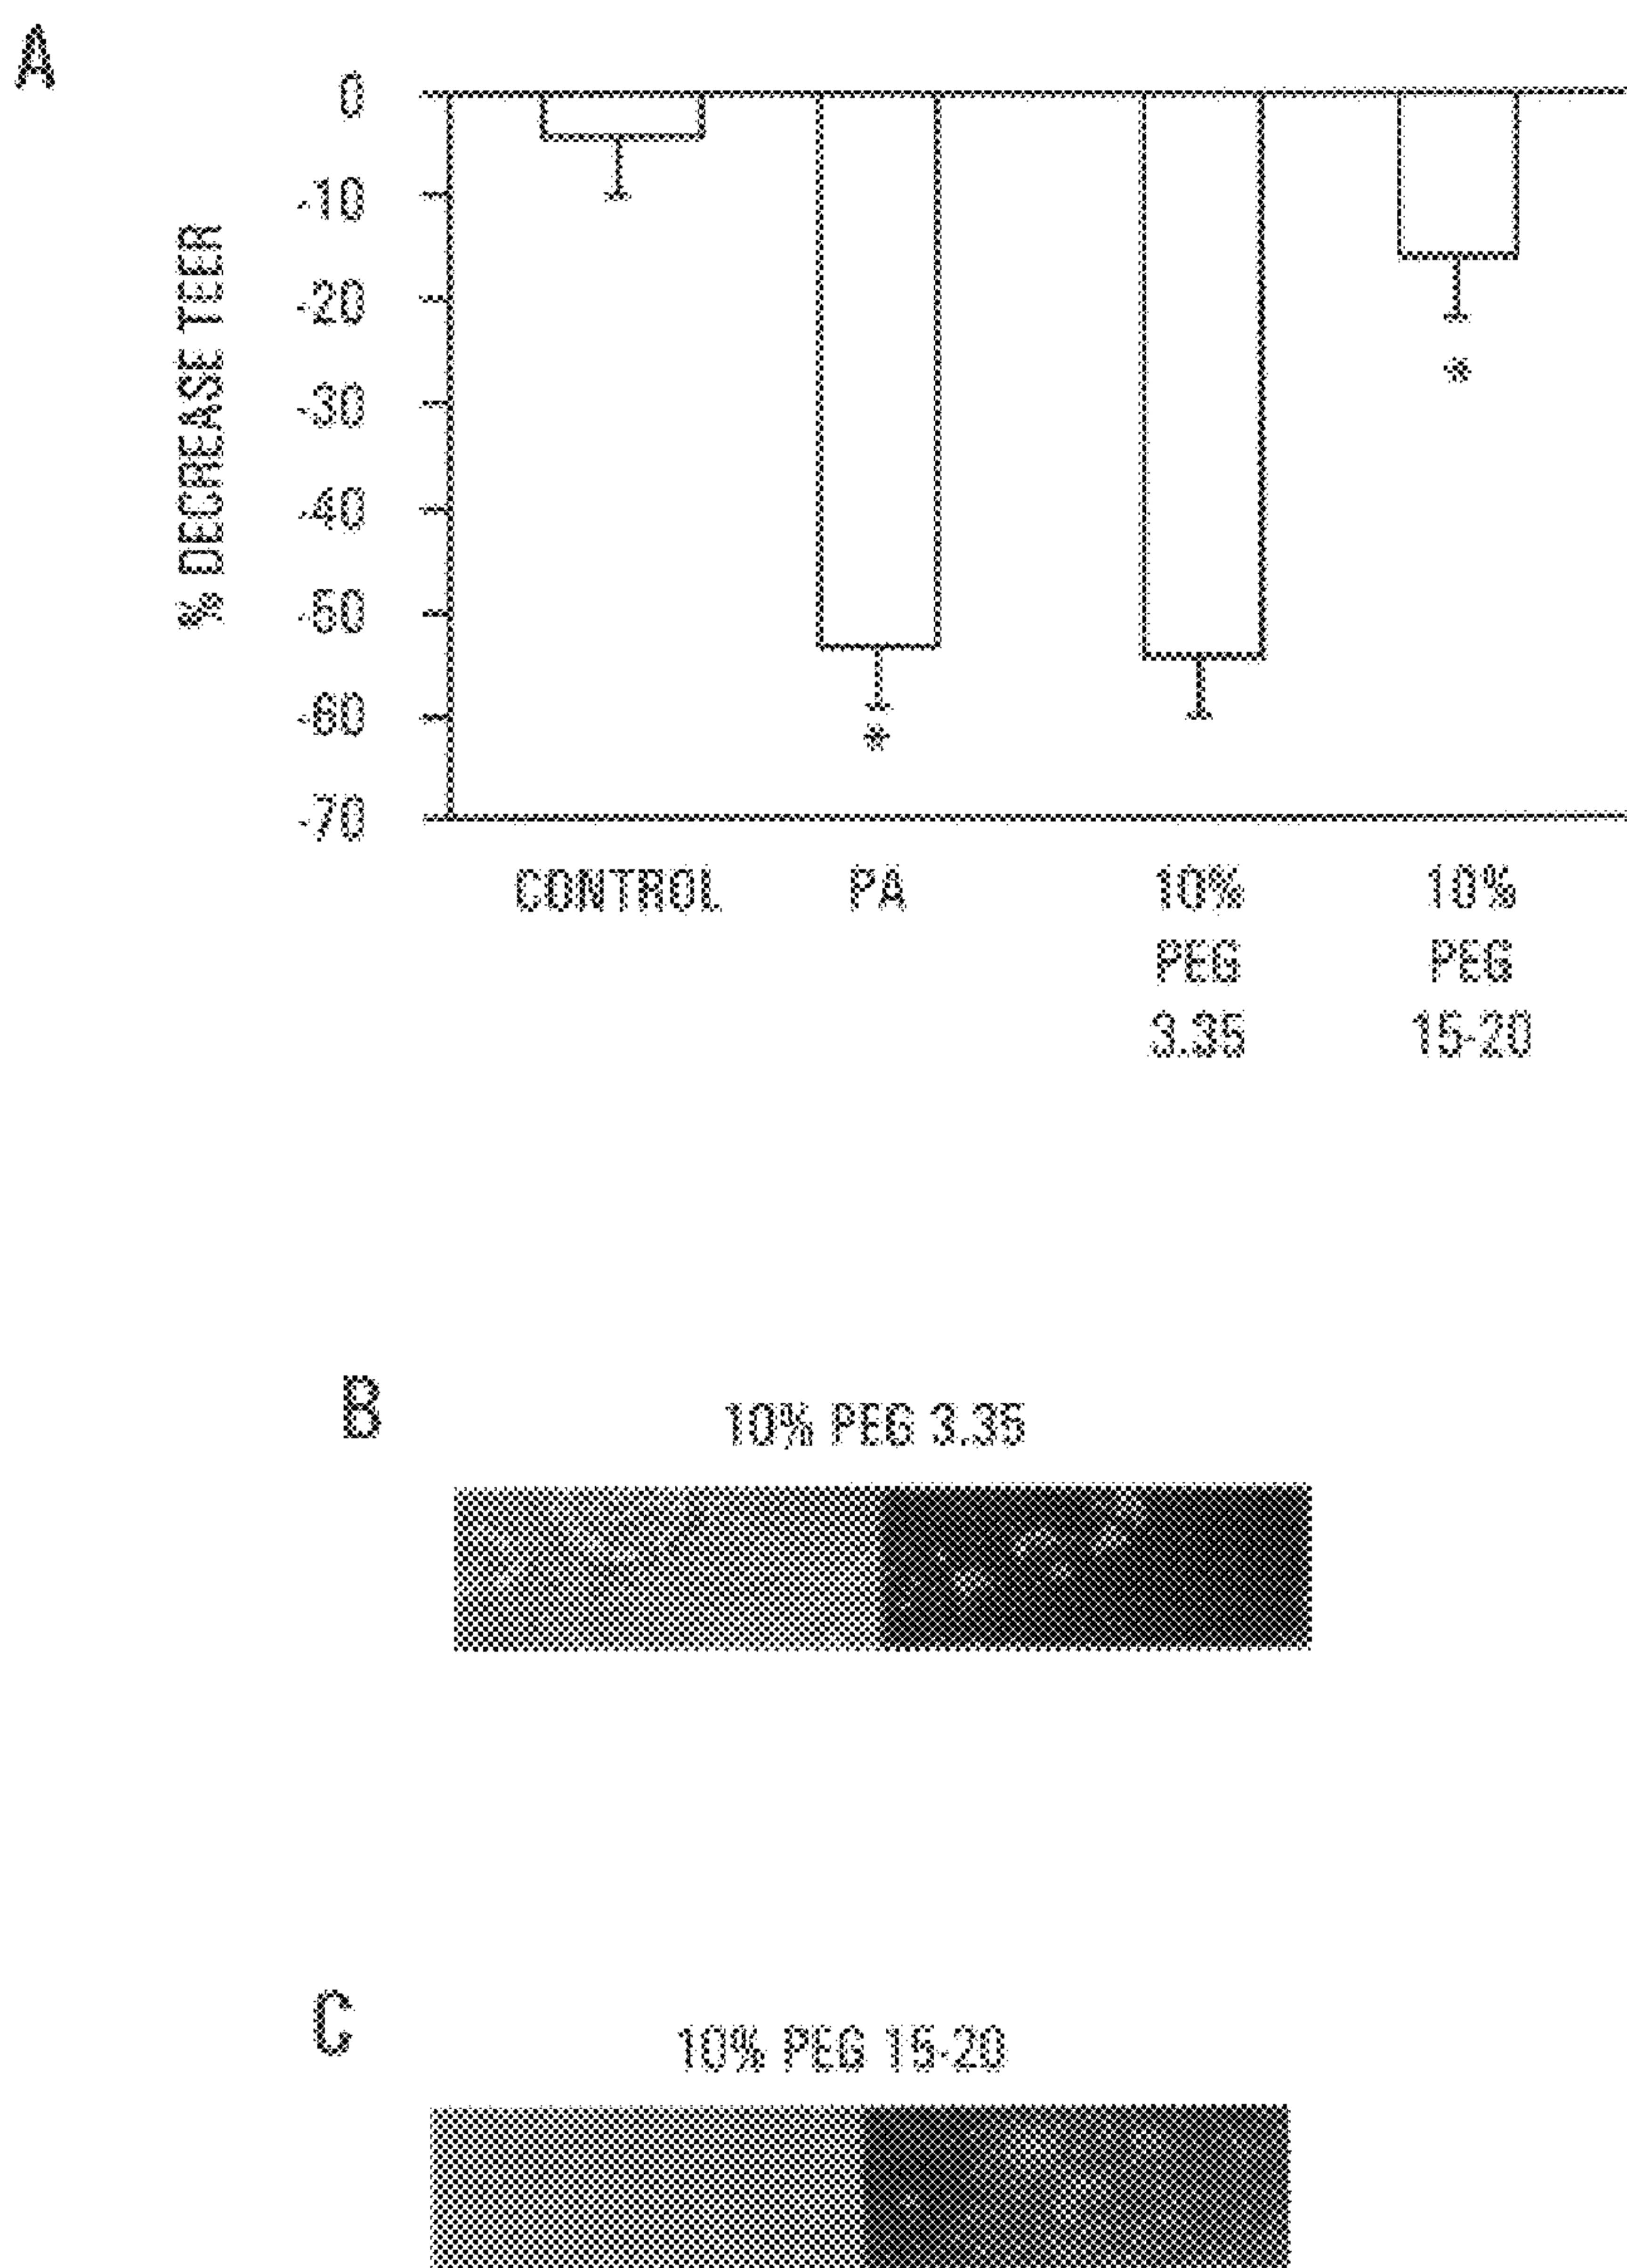 A
0
-10
-20
-30
-40
-50
-60
-70
% DECREASE TEER
*
*
CONTROL PA 10% 10%
PEG PEG
3.35 15-20
B
10% PEG 3.35
C
10% PEG 15-20